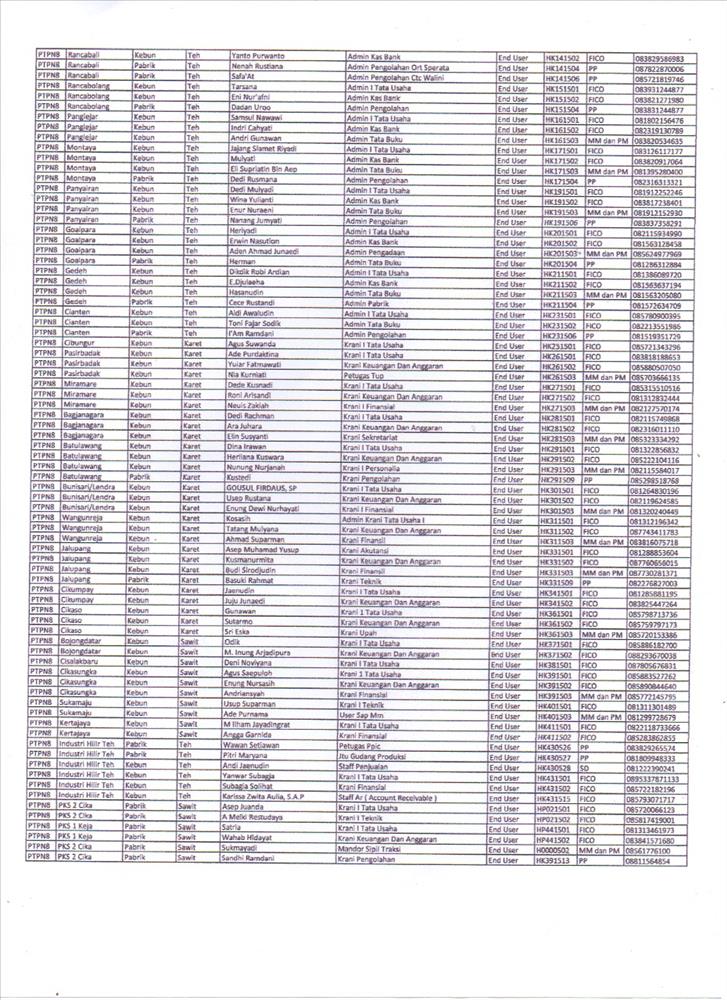 PTPN8 Rancabali Kebun Teh Yanto Purwanto Admin Kas Bank End User HK141502 FICO 083829586983
PTPN8 Rancabali Pabrik Teh Nenah Rustiana Admin Pengolahan Ort Sperata End User HK141504 PP 087822870006
PTPN8 Rancabali Pabrik Teh Safa'At Admin Pengolahan Ctc Walini End User HK141506 PP 085721819746
PTPN8 Rancabolang Kebun Teh Tarsana Admin I Tata Usaha End User HK151501 FICO 083931244877
PTPN8 Rancabolang Kebun Teh Eni Nur'afni Admin Kas Bank End User HK151502 FICO 083821271980
PTPN8 Rancabolang Pabrik Teh Dadan Uroo Admin Pengolahan End User HK151504 PP 083831244877
PTPN8 Panglejar Kebun Teh Samsul Nawawi Admin I Tata Usaha End User HK161501 FICO 081802156476
PTPN8 Panglejar Kebun Teh Indri Cahyati Admin Kas Bank End User HK161502 FICO 082319130789
PTPN8 Panglejar Kebun Teh Andri Gunawan Admin Tata Buku End User HK161503 MM dan PM 083820534635
PTPN8 Montaya Kebun Teh Jajang Slamet Riyadi Admin I Tata Usaha End User HK171501 FICO 083126117177
PTPN8 Montaya Kebun Teh Mulyati Admin Kas Bank End User HK171502 FICO 083820917064
PTPN8 Montaya Kebun Teh Eli Supriatin Bin Aep Admin Tata Buku End User HK171503 MM dan PM 081395280400
PTPN8 Montaya Pabrik Teh Dedi Rusmana Admin Pengolahan End User HK171504 PP 082316313321
PTPN8 Panyairan Kebun Teh Dedi Mulyadi Admin I Tata Usaha End User HK191501 FICO 081912252246
PTPN8 Panyairan Kebun Teh Wina Yulianti Admin Kas Bank End User HK191502 FICO 083817238401
PTPN8 Panyairan Kebun Teh Enur Nuraeni Admin Tata Buku End User HK191503 MM dan PM 081912152930
PTPN8 Panyairan Pabrik Teh Nanang Jumyati Admin Pengolahan End User HK191506 PP 083837358291
PTPN8 Goalpara Kebun Teh Heriyadi Admin I Tata Usaha End User HK201501 FICO 082115934990
PTPN8 Goalpara Kebun Teh Erwin Nasution Admin Kas Bank End User HK201502 FICO 081563128458
PTPN8 Goalpara Kebun Teh Aden Ahmad Junaedi Admin Pengadaan End User HK201503 MM dan PM 085624977969
PTPN8 Goalpara Pabrik Teh Herman Admin Tata Buku End User HK201504 PP 081286312884
PTPN8 Gedeh Kebun Teh Dikdik Robi Ardian Admin I Tata Usaha End User HK211501 FICO 081386089720
PTPN8 Gedeh Kebun Teh E.Djulaeha Admin Kas Bank End User HK211502 FICO 081563637194
PTPN8 Gedeh Kebun Teh Hasanudin Admin Tata Buku End User HK211503 MM dan PM 081563205080
PTPN8 Gedeh Pabrik Teh Cece Rustandi Admin Pabrik End User HK211504 PP 081572634709
PTPN8 Cianten Kebun Teh Aldi Awaludin Admin I Tata Usaha End User HK231501 FICO 085780900395
PTPN8 Cianten Kebun Teh Toni Fajar Sodik Admin Tata Buku End User HK231502 FICO 082213551986
PTPN8 Cianten Pabrik Teh I'Am Ramdani Admin Pengolahan End User HK231506 PP 081519351729
PTPN8 Cibungur Kebun Karet Agus Suwanda Krani I Tata Usaha End User HK231501 FICO 085721343296
PTPN8 Pasirbadak Kebun Karet Ade Purdaktina Krani I Tata Usaha End User HK261501 FICO 083818188653
PTPN8 Pasirbadak Kebun Karet Yuiar Fatmawati Krani Keuangan Dan Anggaran End User HK261502 FICO 085880507050
PTPN8 Pasirbadak Kebun Karet Nia Kurniati Petugas Tup End User HK261503 MM dan PM 085703666135
PTPN8 Miramare Kebun Karet Dede Kusnadi Krani I Tata Usaha End User HK271501 FICO 085315510516
PTPN8 Miramare Kebun Karet Roni Arisandi Krani Keuangan Dan Anggaran End User HK271502 FICO 081312832444
PTPN8 Miramare Kebun Karet Neuis Zakiah Krani I Finansial End User HK271503 MM dan PM 082127570174
PTPN8 Bagjanagara Kebun Karet Dedi Rachman Krani I Tata Usaha End User HK281501 FICO 082115749868
PTPN8 Bagjanagara Kebun Karet Ara Juhara Krani Keuangan Dan Anggaran End User HK281502 FICO 082316011110
PTPN8 Bagjanagara Kebun Karet Elin Susyanti Krani Sekretariat End User HK281503 MM dan PM 085323334292
PTPN8 Batulawang Kebun Karet Dina Irawan Krani I Tata Usaha End User HK291501 FICO 081322856832
PTPN8 Batulawang Kebun Karet Herliana Kuswara Krani Keuangan Dan Anggaran End User HK291502 FICO 085222104116
PTPN8 Batulawang Kebun Karet Nunung Nurjanah Krani I Personalia End User HK291503 MM dan PM 082115584017
PTPN8 Batulawang Pabrik Karet Kustedi Krani Pengolahan End User HK291509 PP 085298518768
PTPN8 Bunisari/Lendra Kebun Karet GOUSUL FIRDAUS, SP Krani I Tata Usaha End User HK301501 FICO 081264830196
PTPN8 Bunisari/Lendra Kebun Karet Usep Rustana Krani Keuangan Dan Anggaran End User HK301502 FICO 082119624585
PTPN8 Bunisari/Lendra Kebun Karet Enung Dewi Nurhayati Krani I Finansial End User HK301503 MM dan PM 081320240445
PTPN8 Wangunreja Kebun Karet Kosasih Admin Krani Tata Usaha I End User HK311501 FICO 081312196342
PTPN8 Wangunreja Kebun Karet Tatang Mulyana Krani Keuangan Dan Anggaran End User HK311502 FICO 087743411783
PTPN8 Wangunreja Kebun Karet Ahmad Suparman Krani Finansil End User HK311503 MM dan PM 083816075718
PTPN8 Jalupang Kebun Karet Asep Muhamad Yusup Krani Akutansi End User HK331501 FICO 081288853604
PTPN8 Jalupang Kebun Karet Kusmanurmita Krani Keuangan Dan Anggaran End User HK331502 FICO 087760656015
PTPN8 Jalupang Kebun Karet Budi Sirodjudin Krani Finansil End User HK331503 MM dan PM 087730281371
PTPN8 Jalupang Pabrik Karet Basuki Rahmat Krani Teknik End User HK331509 PP 082276827003
PTPN8 Cikumpay Kebun Karet Jaenudin Krani I Tata Usaha End User HK341501 FICO 081285881195
PTPN8 Cikumpay Kebun Karet Juju Junaedi Krani Keuangan Dan Anggaran End User HK341502 FICO 083825447264
PTPN8 Cikaso Kebun Karet Gunawan Krani 1 Tata Usaha End User HK361501 FICO 085798713736
PTPN8 Cikaso Kebun Karet Sutarmo Krani Keuangan Dan Anggaran End User HK361502 FICO 085759797173
PTPN8 Cikaso Kebun Karet Sri Eska Krani Upah End User HK361503 MM dan PM 085720153386
PTPN8 Bojongdatar Kebun Sawit Odik Krani I Tata Usaha End User HK371501 FICO 085886182700
PTPN8 Bojongdatar Kebun Sawit M. Inung Arjadipura Krani Keuangan Dan Anggaran End User HK371502 FICO 088293670038
PTPN8 Cisalakbaru Kebun Sawit Deni Noviyana Krani I Tata Usaha End User HK381501 FICO 087805676831
PTPN8 Cikasungka Kebun Sawit Agus Saepuloh Krani 1 Tata Usaha End User HK391501 FICO 085883527262
PTPN8 Cikasungka Kebun Sawit Enung Nursasih Krani Keuangan Dan Anggaran End User HK391502 FICO 085890844640
PTPN8 Cikasungka Kebun Sawit Andriansyah Krani Finansial End User HK391503 MM dan PM 085772145795
PTPN8 Sukamaju Kebun Sawit Usup Suparman Krani I Teknik End User HK401501 FICO 081311301489
PTPN8 Sukamaju Kebun Sawit Ade Purnama User Sap Mm End User HK401503 MM dan PM 081299728679
PTPN8 Kertajaya Kebun Sawit M Ilham Jayadingrat Krani I Tata Usaha End User HK411501 FICO 0822118733666
PTPN8 Kertajaya Kebun Sawit Angga Garnida Krani Finansial End User HK411502 FICO 085283862855
PTPN8 Industri Hilir Teh Pabrik Teh Wawan Setiawan Petugas Ppic End User HK430526 PP 083829265574
PTPN8 Industri Hilir Teh Pabrik Teh Pitri Maryana Jtu Gudang Produksi End User HK430527 PP 081809948333
PTPN8 Industri Hilir Teh Kebun Teh Andi Jaenudin Staff Penjualan End User HK430528 SD 081222990241
PTPN8 Industri Hilir Teh Kebun Teh Yanwar Subagja Krani I Tata Usaha End User HK431501 FICO 0895337871133
PTPN8 Industri Hilir Teh Kebun Teh Subagia Solihat Krani Finansial End User HK431502 FICO 085722182196
PTPN8 Industri Hilir Teh Kebun Teh Karissa Zwita Aulia, S.A.P Staff Ar ( Account Receivable ) End User HK431515 FICO 085793071717
PTPN8 PKS 2 Cika Pabrik Sawit Asep Juanda Krani I Tata Usaha End User HP021501 FICO 085720066123
PTPN8 PKS 2 Cika Pabrik Sawit A Melki Restudaya Krani I Teknik End User HP021502 FICO 085817419001
PTPN8 PKS 1 Keja Pabrik Sawit Satria Krani I Tata Usaha End User HP441501 FICO 081313461973
PTPN8 PKS 1 Keja Pabrik Sawit Wahab Hidayat Krani Keuangan Dan Anggaran End User HP441502 FICO 083841571680
PTPN8 PKS 2 Cika Pabrik Sawit Sukmayadi Mandor Sipil Traksi End User H0000502 MM dan PM 08561776100
PTPN8 PKS 2 Cika Pabrik Sawit Sandhi Ramdani Krani Pengolahan End User HK391513 PP 08811564854